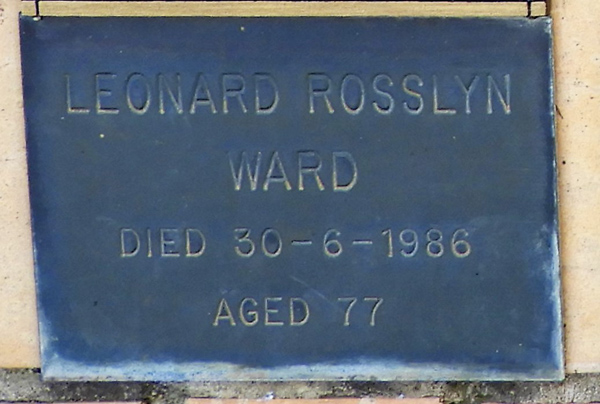 LEONARD ROSSLYN
WARD
DIED 30-6-1986
AGED 77